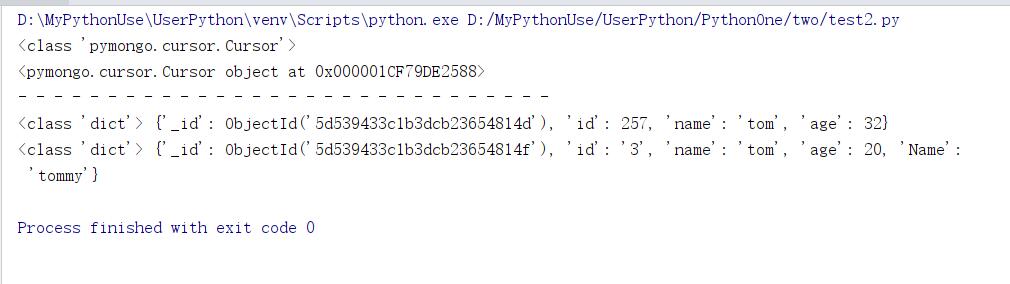 D:\MyPythonUse\UserPython\venv\Scripts\python.exe D:/MyPythonUse/UserPython/PythonOne/two/test2.py
<class 'pymongo.cursor.Cursor'>
<pymongo.cursor.Cursor object at 0x000001CF79DE2588>
- - - - - - - - - - - - - - - - - - - - - - - - - - - - - -
<class 'dict'> {'_id': ObjectId('5d539433c1b3dcb23654814d'), 'id': 257, 'name': 'tom', 'age': 32}
<class 'dict'> {'_id': ObjectId('5d539433c1b3dcb23654814f'), 'id': '3', 'name': 'tom', 'age': 20, 'Name':
'tommy'}
Process finished with exit code 0